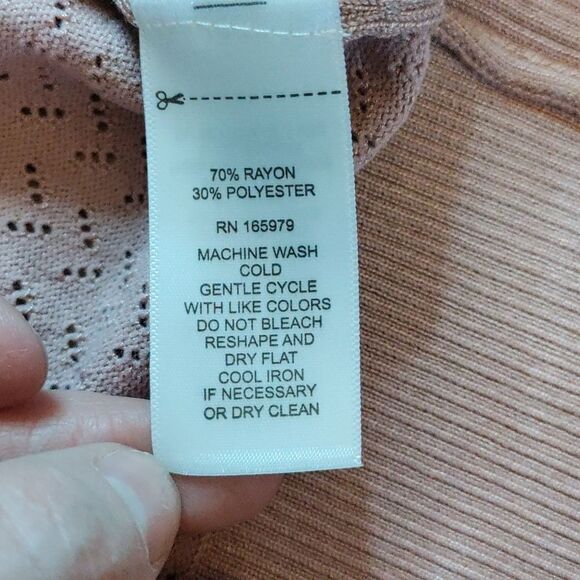 70% RAYON
30% POLYESTER
RN 165979
MACHINE WASH
COLD
GENTLE CYCLE
WITH LIKE COLORS
DO NOT BLEACH
RESHAPE AND
DRY FLAT
COOL IRON
IF NECESSARY
OR DRY CLEAN